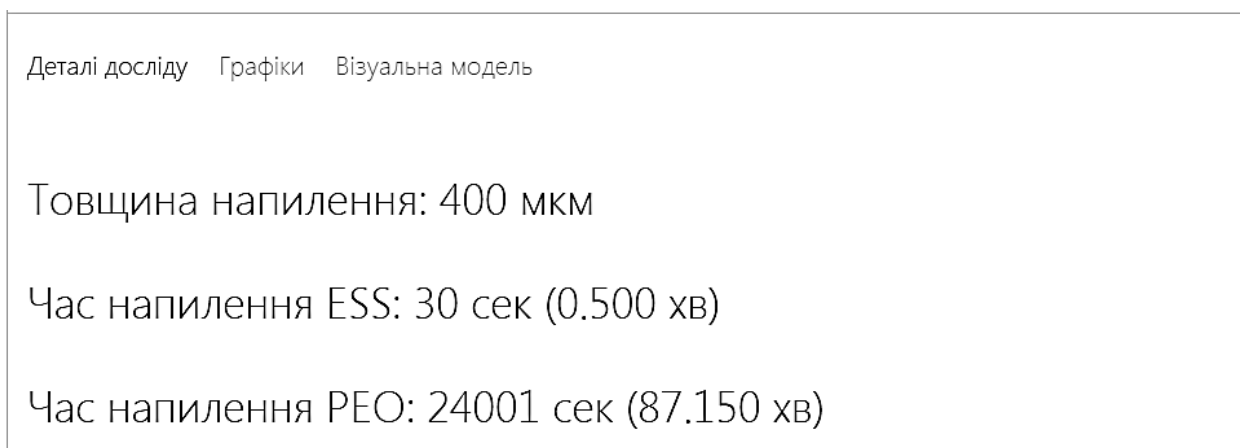 Деталі досліду Графіки Візуальна модель
Товщина напилення: 400 мкм
Час напилення ESS: 30 сек (0.500 хв)
Час напилення PEO: 24001 сек (87.150 хв)